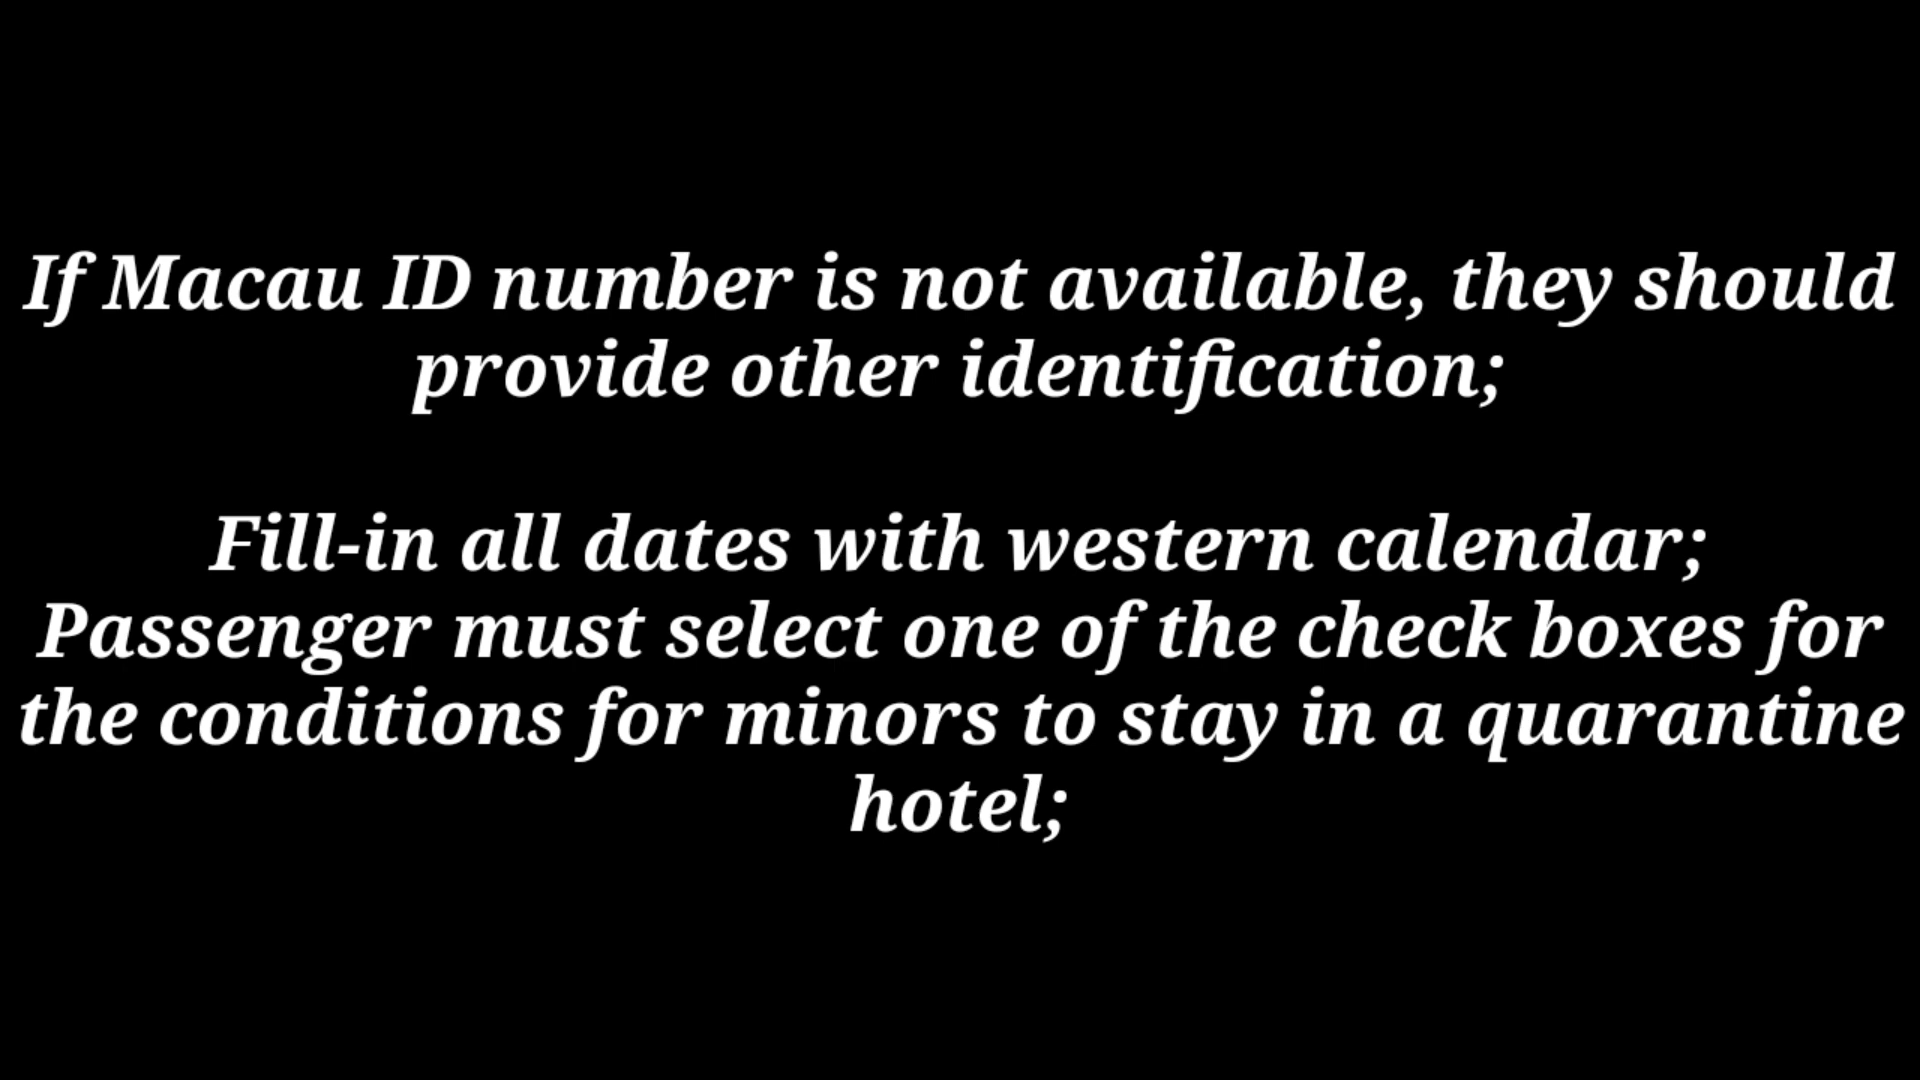 If Macau ID number is not available, they should
provide other identification;
Fill-in all dates with western calendar;
Passenger must select one of the check boxes for
the conditions for minors to stay in a quarantine
hotel;